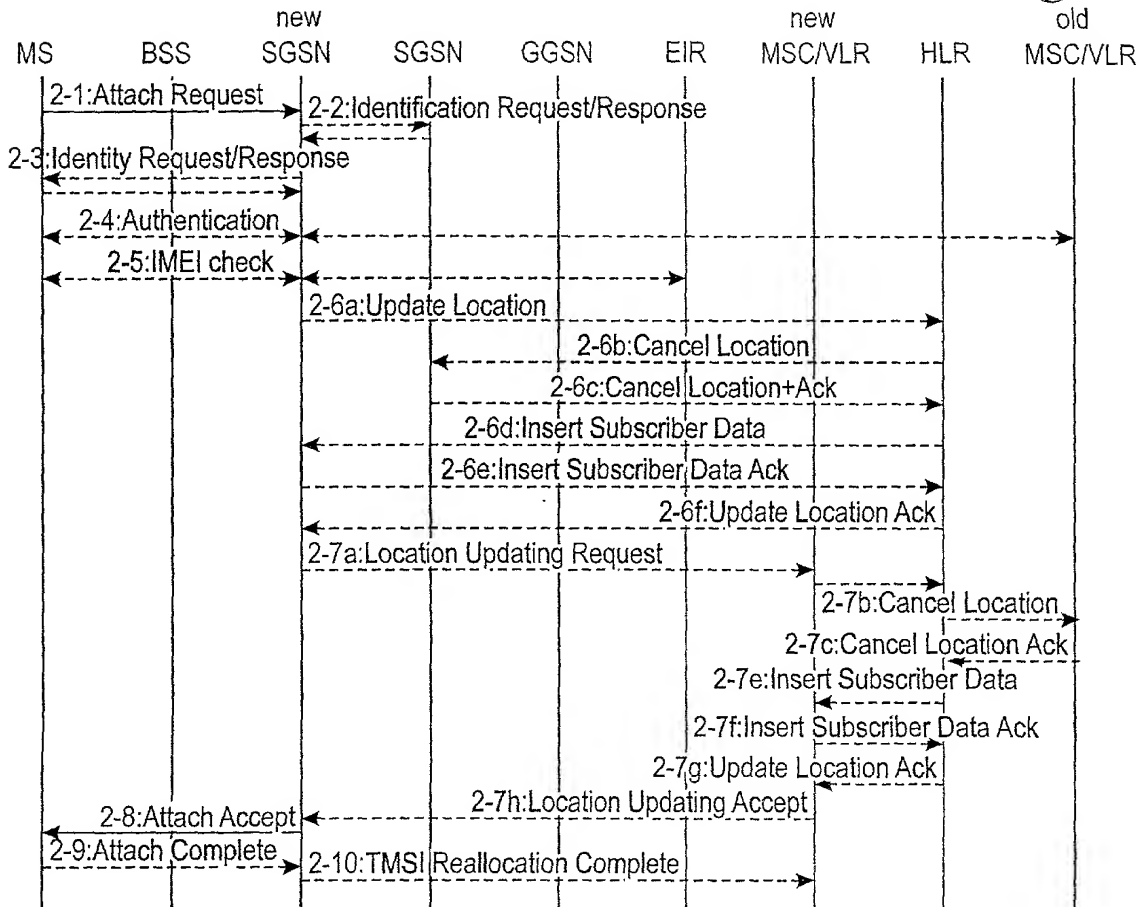 new new old
MS BSS SGSN SGSN GGSN EIR MSC/VLR HLR MSC/VLR
2-1:Attach Request
2-2:Identification Request/Response
2-3:Identity Request/Response
2-4:Authentication
2-5:IMEI check
2-6a:Update Location
2-6b:Cancel Location
2-6c:Cancel Location+Ack
2-6d:Insert Subscriber Data
2-6e:Insert Subscriber Data Ack
2-6f:Update Location Ack
2-7a:Location Updating Request
2-7b:Cancel Location
2-7c:Cancel Location Ack
2-7e:Insert Subscriber Data
2-7f:Insert Subscriber Data Ack
2-7g:Update Location Ack
2-7h:Location Updating Accept
2-8:Attach Accept
2-9:Attach Complete
2-10:TMSI Reallocation Complete